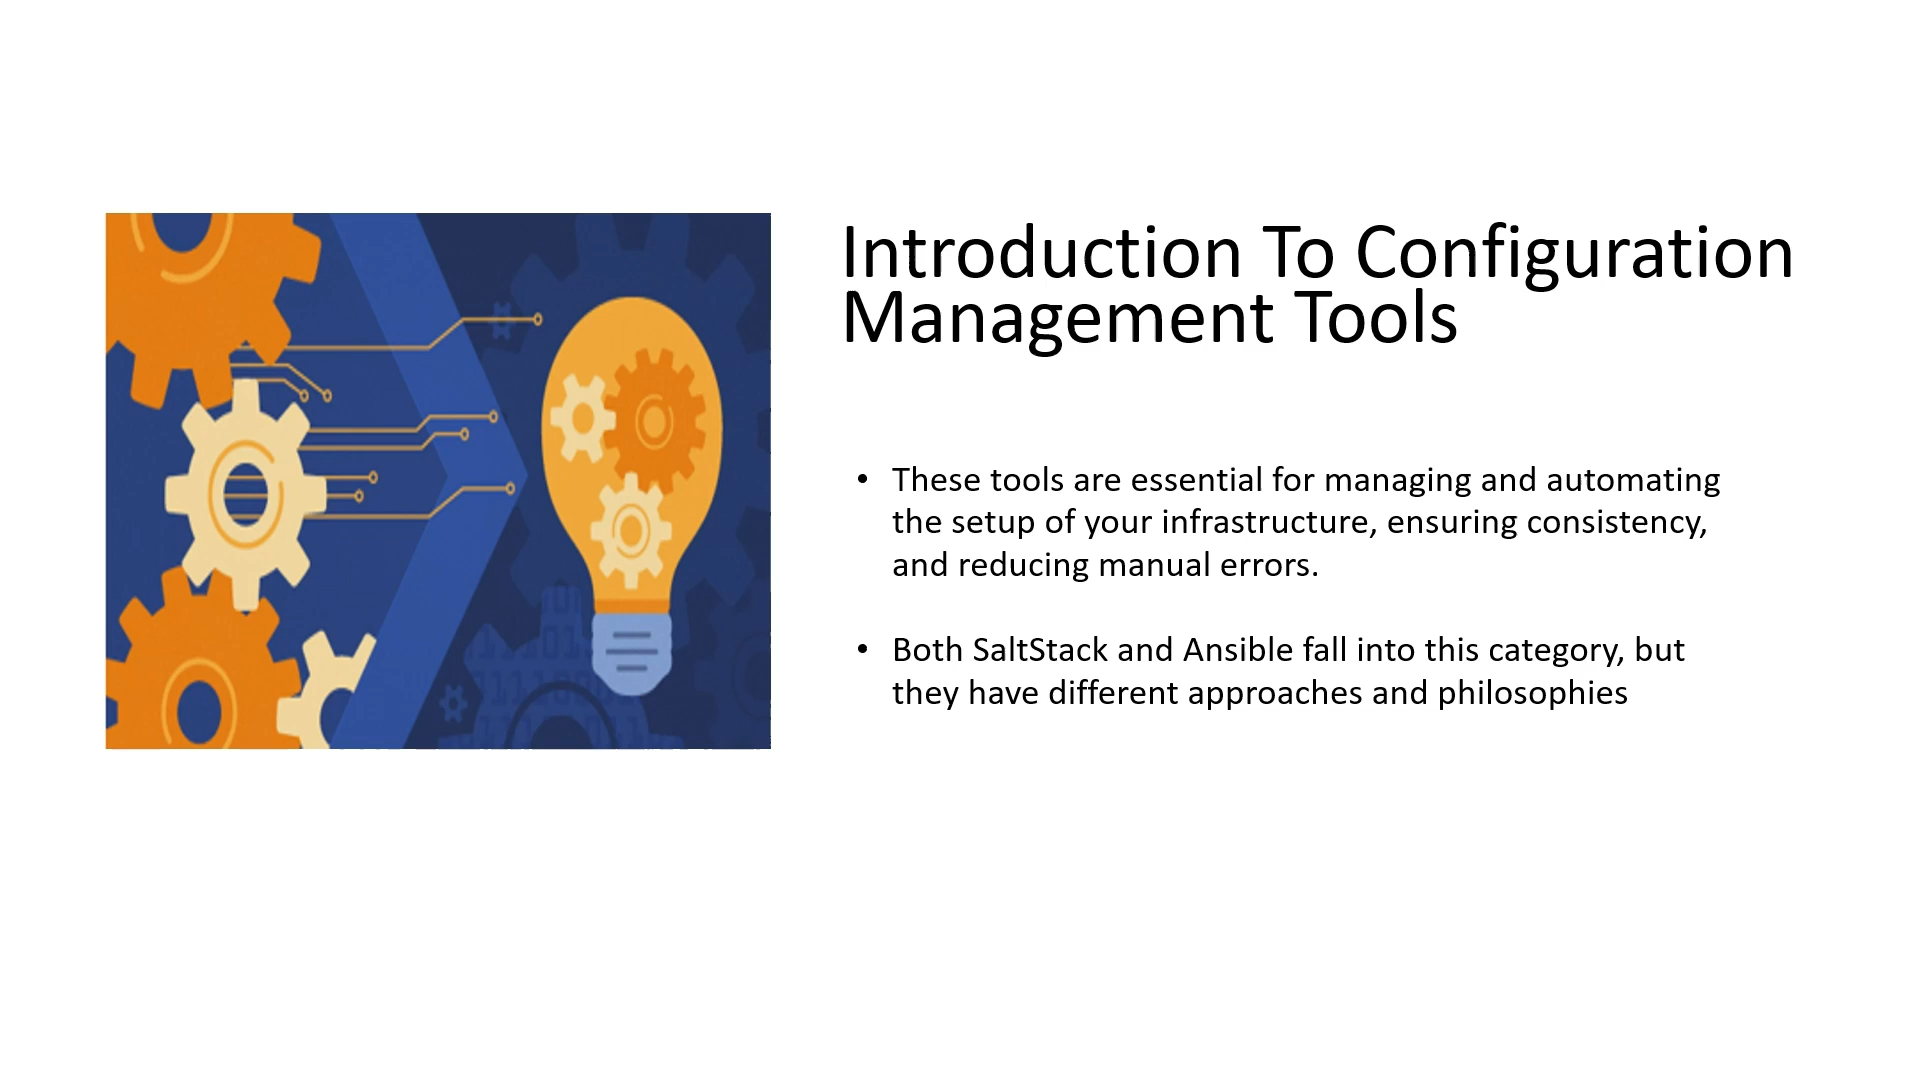 Introduction To Configuration
Management Tools
• These tools are essential for managing and automating
the setup of your infrastructure, ensuring consistency,
and reducing manual errors.
• Both SaltStack and Ansible fall into this category, but
they have different approaches and philosophies